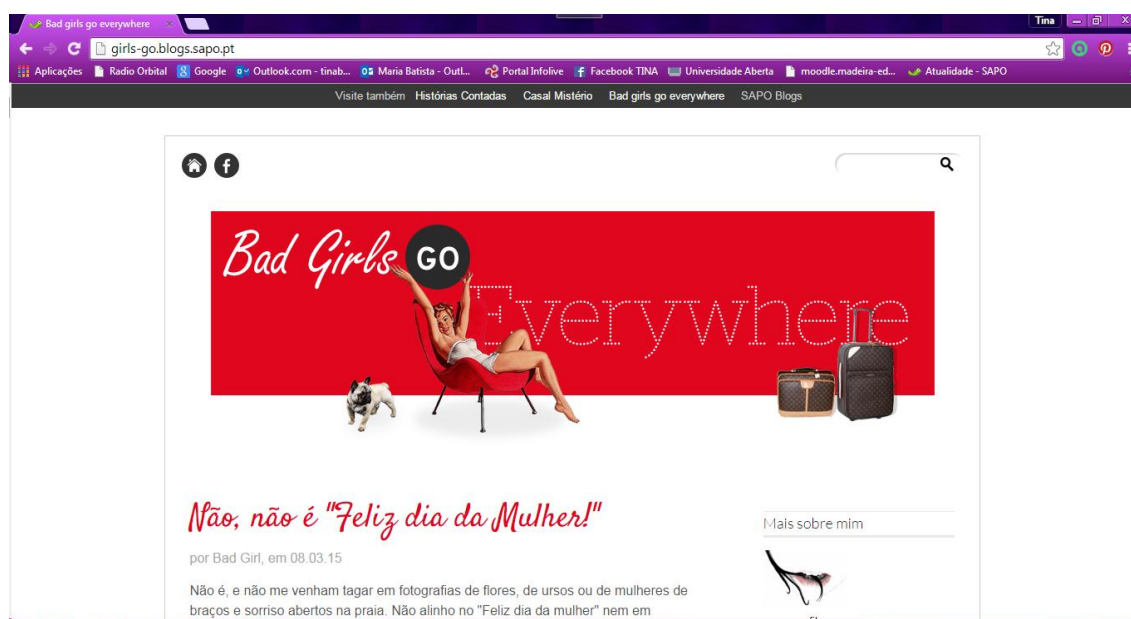 Bad girls go everywhere
Tina
girls-go.blogs.sapo.pt
Aplicações Radio Orbital Google Outlook.com - tinab... Maria Batista - Outl... Portal Infolive Facebook TINA Universidade Aberta moodle.madeira-ed... Atualidade - SAPO
Visite também Histórias Contadas Casal Mistério Bad girls go everywhere SAPO Blogs
Bad Girls GO
Everywhere
Não, não é "Feliz dia da Mulher!"
Mais sobre mim
por Bad Girl, em 08.03.15
Não é, e não me venham tagar em fotografias de flores, de ursos ou de mulheres de
braços e sorriso abertos na praia. Não alinho no "Feliz dia da mulher" nem em